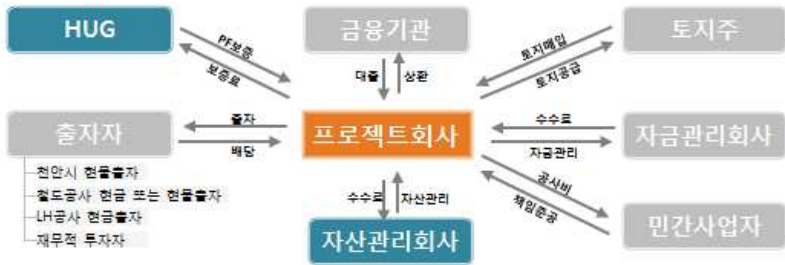 HUG
금융기관
토지주
PF보증
보증료
대출
상환
토지매입
토지공급
출자자
출자
배당
프로젝트회사
수수료
자금관리
자금관리회사
천안시 현물출자
철도공사 현금 또는 현물출자
LH공사 현금출자
재무적 투자자
수수료
자산관리
공사비
책임준공
자산관리회사
민간사업자